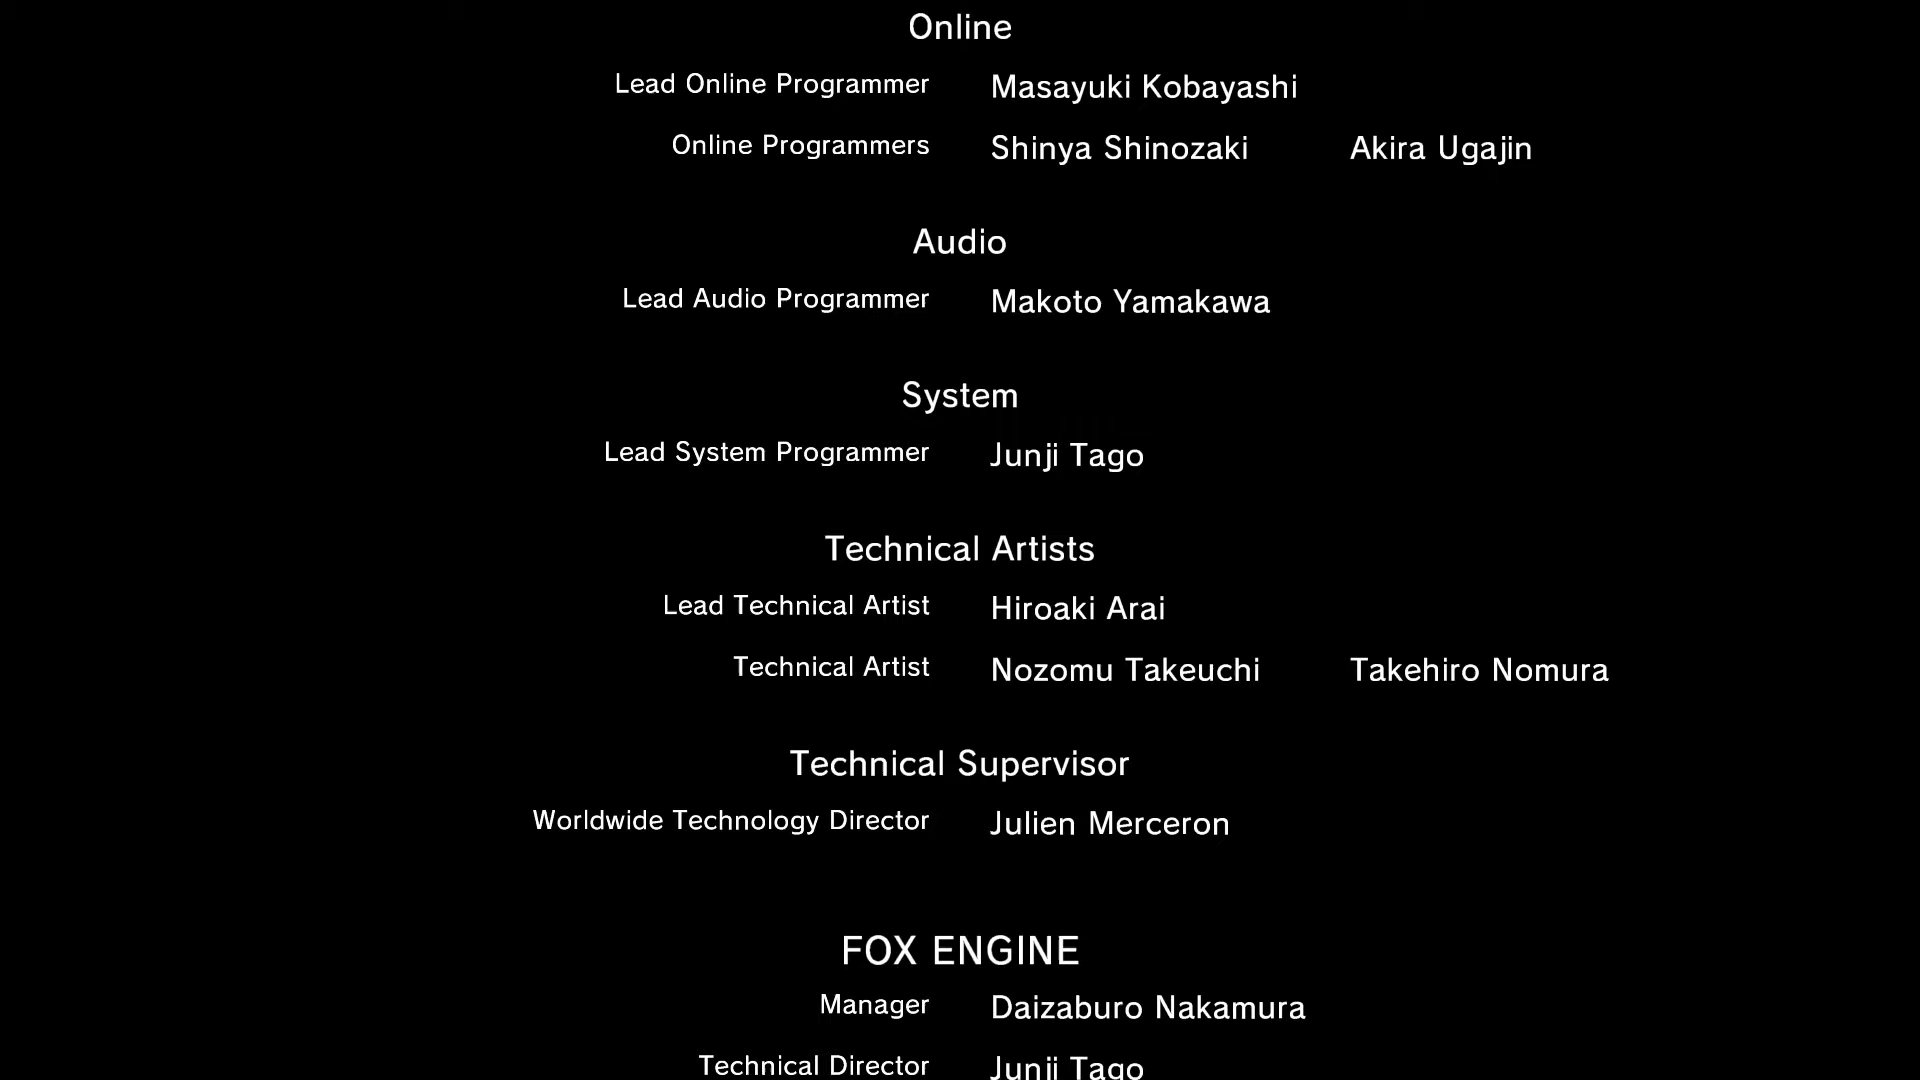 Online
Lead Online Programmer Masayuki Kobayashi
Online Programmers Shinya Shinozaki Akira Ugajin
Audio
Lead Audio Programmer Makoto Yamakawa
System
Lead System Programmer Junji Tago
Technical Artists
Lead Technical Artist Hiroaki Arai
Technical Artist Nozomu Takeuchi Takehiro Nomura
Technical Supervisor
Worldwide Technology Director Julien Merceron
FOX ENGINE
Manager Daizaburo Nakamura
Technical Director Junji Tago